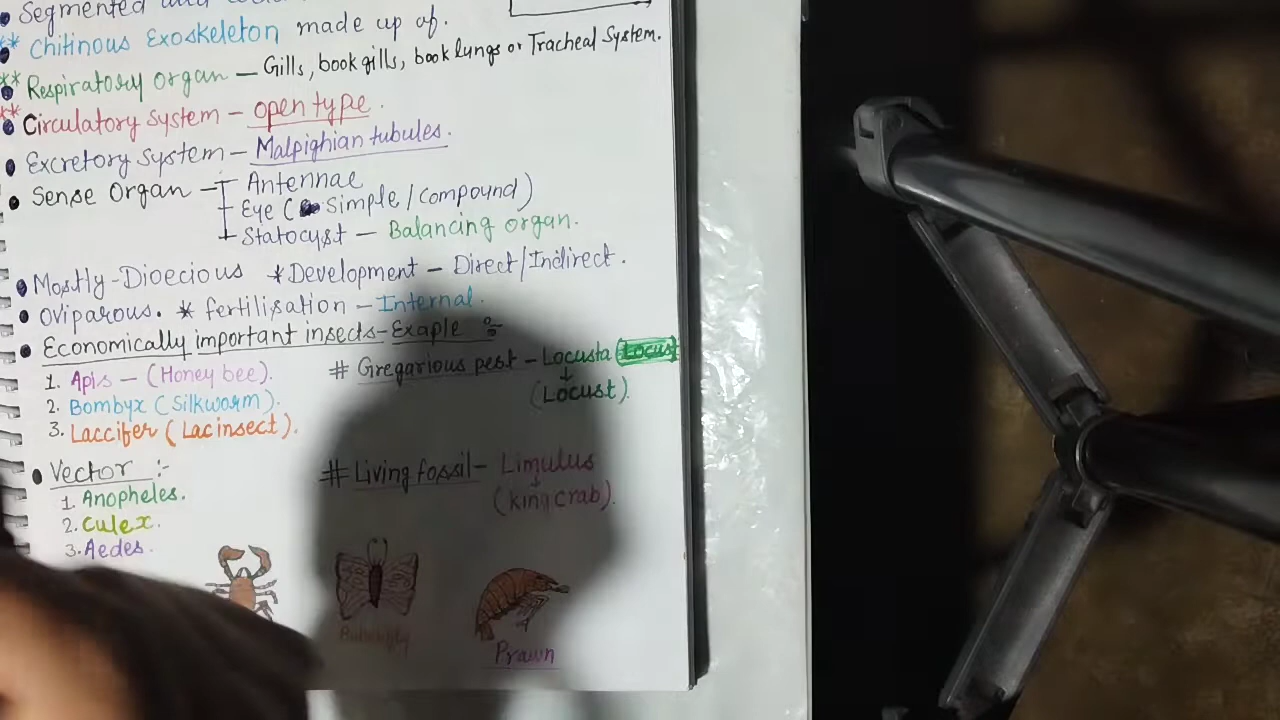 Segmented and
** Chitinous Exoskeleton made up of.
** Respiratory organ — Gills, book gills, book lungs or Tracheal System.
** Circulatory system — open type.
Excretory system — Malpighian tubules.
Sense Organ — Antennae
Eye ( Simple / Compound)
Statocyst — Balancing organ.
Mostly-Dioecious * Development — Direct/Indirect.
Oviparous. * fertilisation — Internal.
Economically important insects - Exaple :-
1. Apis — (Honey bee).
2. Bombyx (Silkworm).
3. Laccifer (Lac insect).
# Gregarious pest - Locusta
↓
(Locust).
Vector :-
1. Anopheles.
2. Culex.
3. Aedes.
# Living fossil - Limulus
↓
(king crab).
Butterfly
Prawn